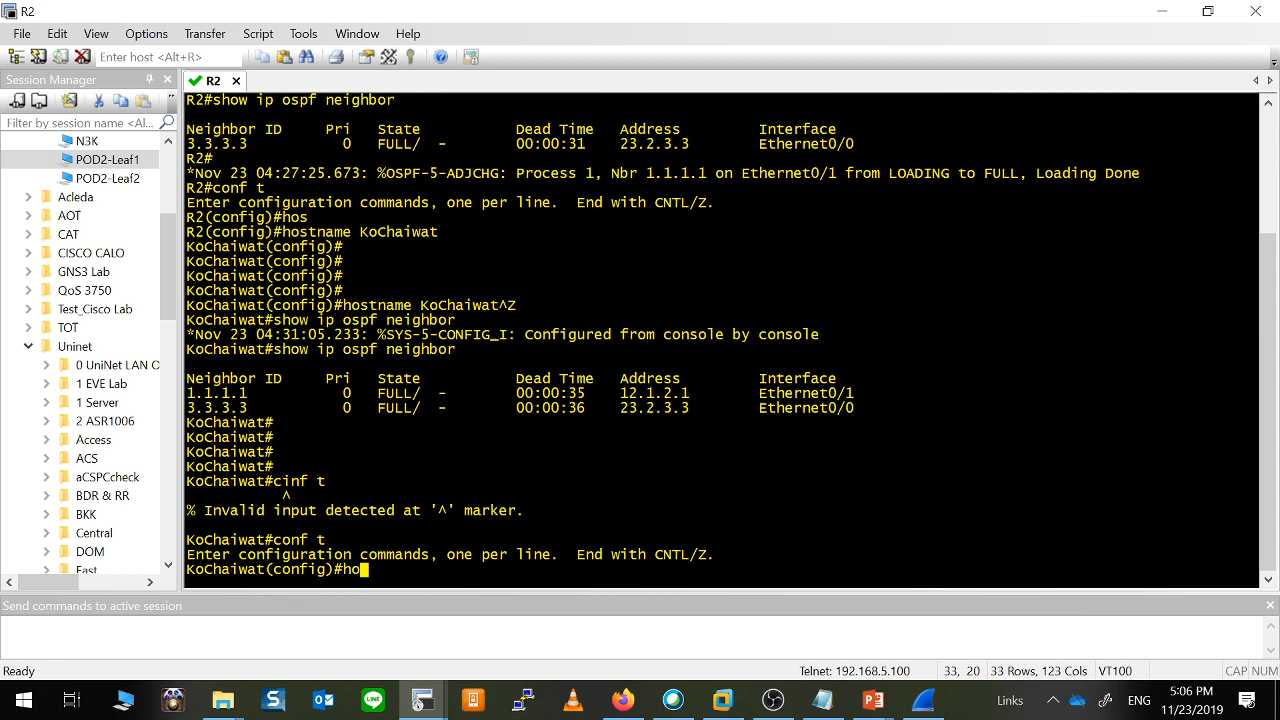 R2
File Edit View Options Transfer Script Tools Window Help
Enter host <Alt+R>
Session Manager
R2
Filter by session name <Al...
N3K
POD2-Leaf1
POD2-Leaf2
Acleda
AOT
CAT
CISCO CALO
GNS3 Lab
QoS 3750
Test_Cisco Lab
TOT
Uninet
0 UniNet LAN O
1 EVE Lab
1 Server
2 ASR1006
Access
ACS
aCSPCcheck
BDR & RR
BKK
Central
DOM
East
R2#show ip ospf neighbor
Neighbor ID Pri State Dead Time Address Interface
3.3.3.3 0 FULL/ - 00:00:31 23.2.3.3 Ethernet0/0
R2#
*Nov 23 04:27:25.673: %OSPF-5-ADJCHG: Process 1, Nbr 1.1.1.1 on Ethernet0/1 from LOADING to FULL, Loading Done
R2#conf t
Enter configuration commands, one per line. End with CNTL/Z.
R2(config)#hos
R2(config)#hostname KoChaiwat
KoChaiwat(config)#
KoChaiwat(config)#
KoChaiwat(config)#
KoChaiwat(config)#
KoChaiwat(config)#hostname KoChaiwat^Z
KoChaiwat#show ip ospf neighbor
*Nov 23 04:31:05.233: %SYS-5-CONFIG_I: Configured from console by console
KoChaiwat#show ip ospf neighbor
Neighbor ID Pri State Dead Time Address Interface
1.1.1.1 0 FULL/ - 00:00:35 12.1.2.1 Ethernet0/1
3.3.3.3 0 FULL/ - 00:00:36 23.2.3.3 Ethernet0/0
KoChaiwat#
KoChaiwat#
KoChaiwat#
KoChaiwat#
KoChaiwat#cinf t
^
% Invalid input detected at '^' marker.
KoChaiwat#conf t
Enter configuration commands, one per line. End with CNTL/Z.
KoChaiwat(config)#ho
Send commands to active session
Ready Telnet: 192.168.5.100 33, 20 33 Rows, 123 Cols VT100 CAP NUM
LINE
Links ENG 5:06 PM
11/23/2019